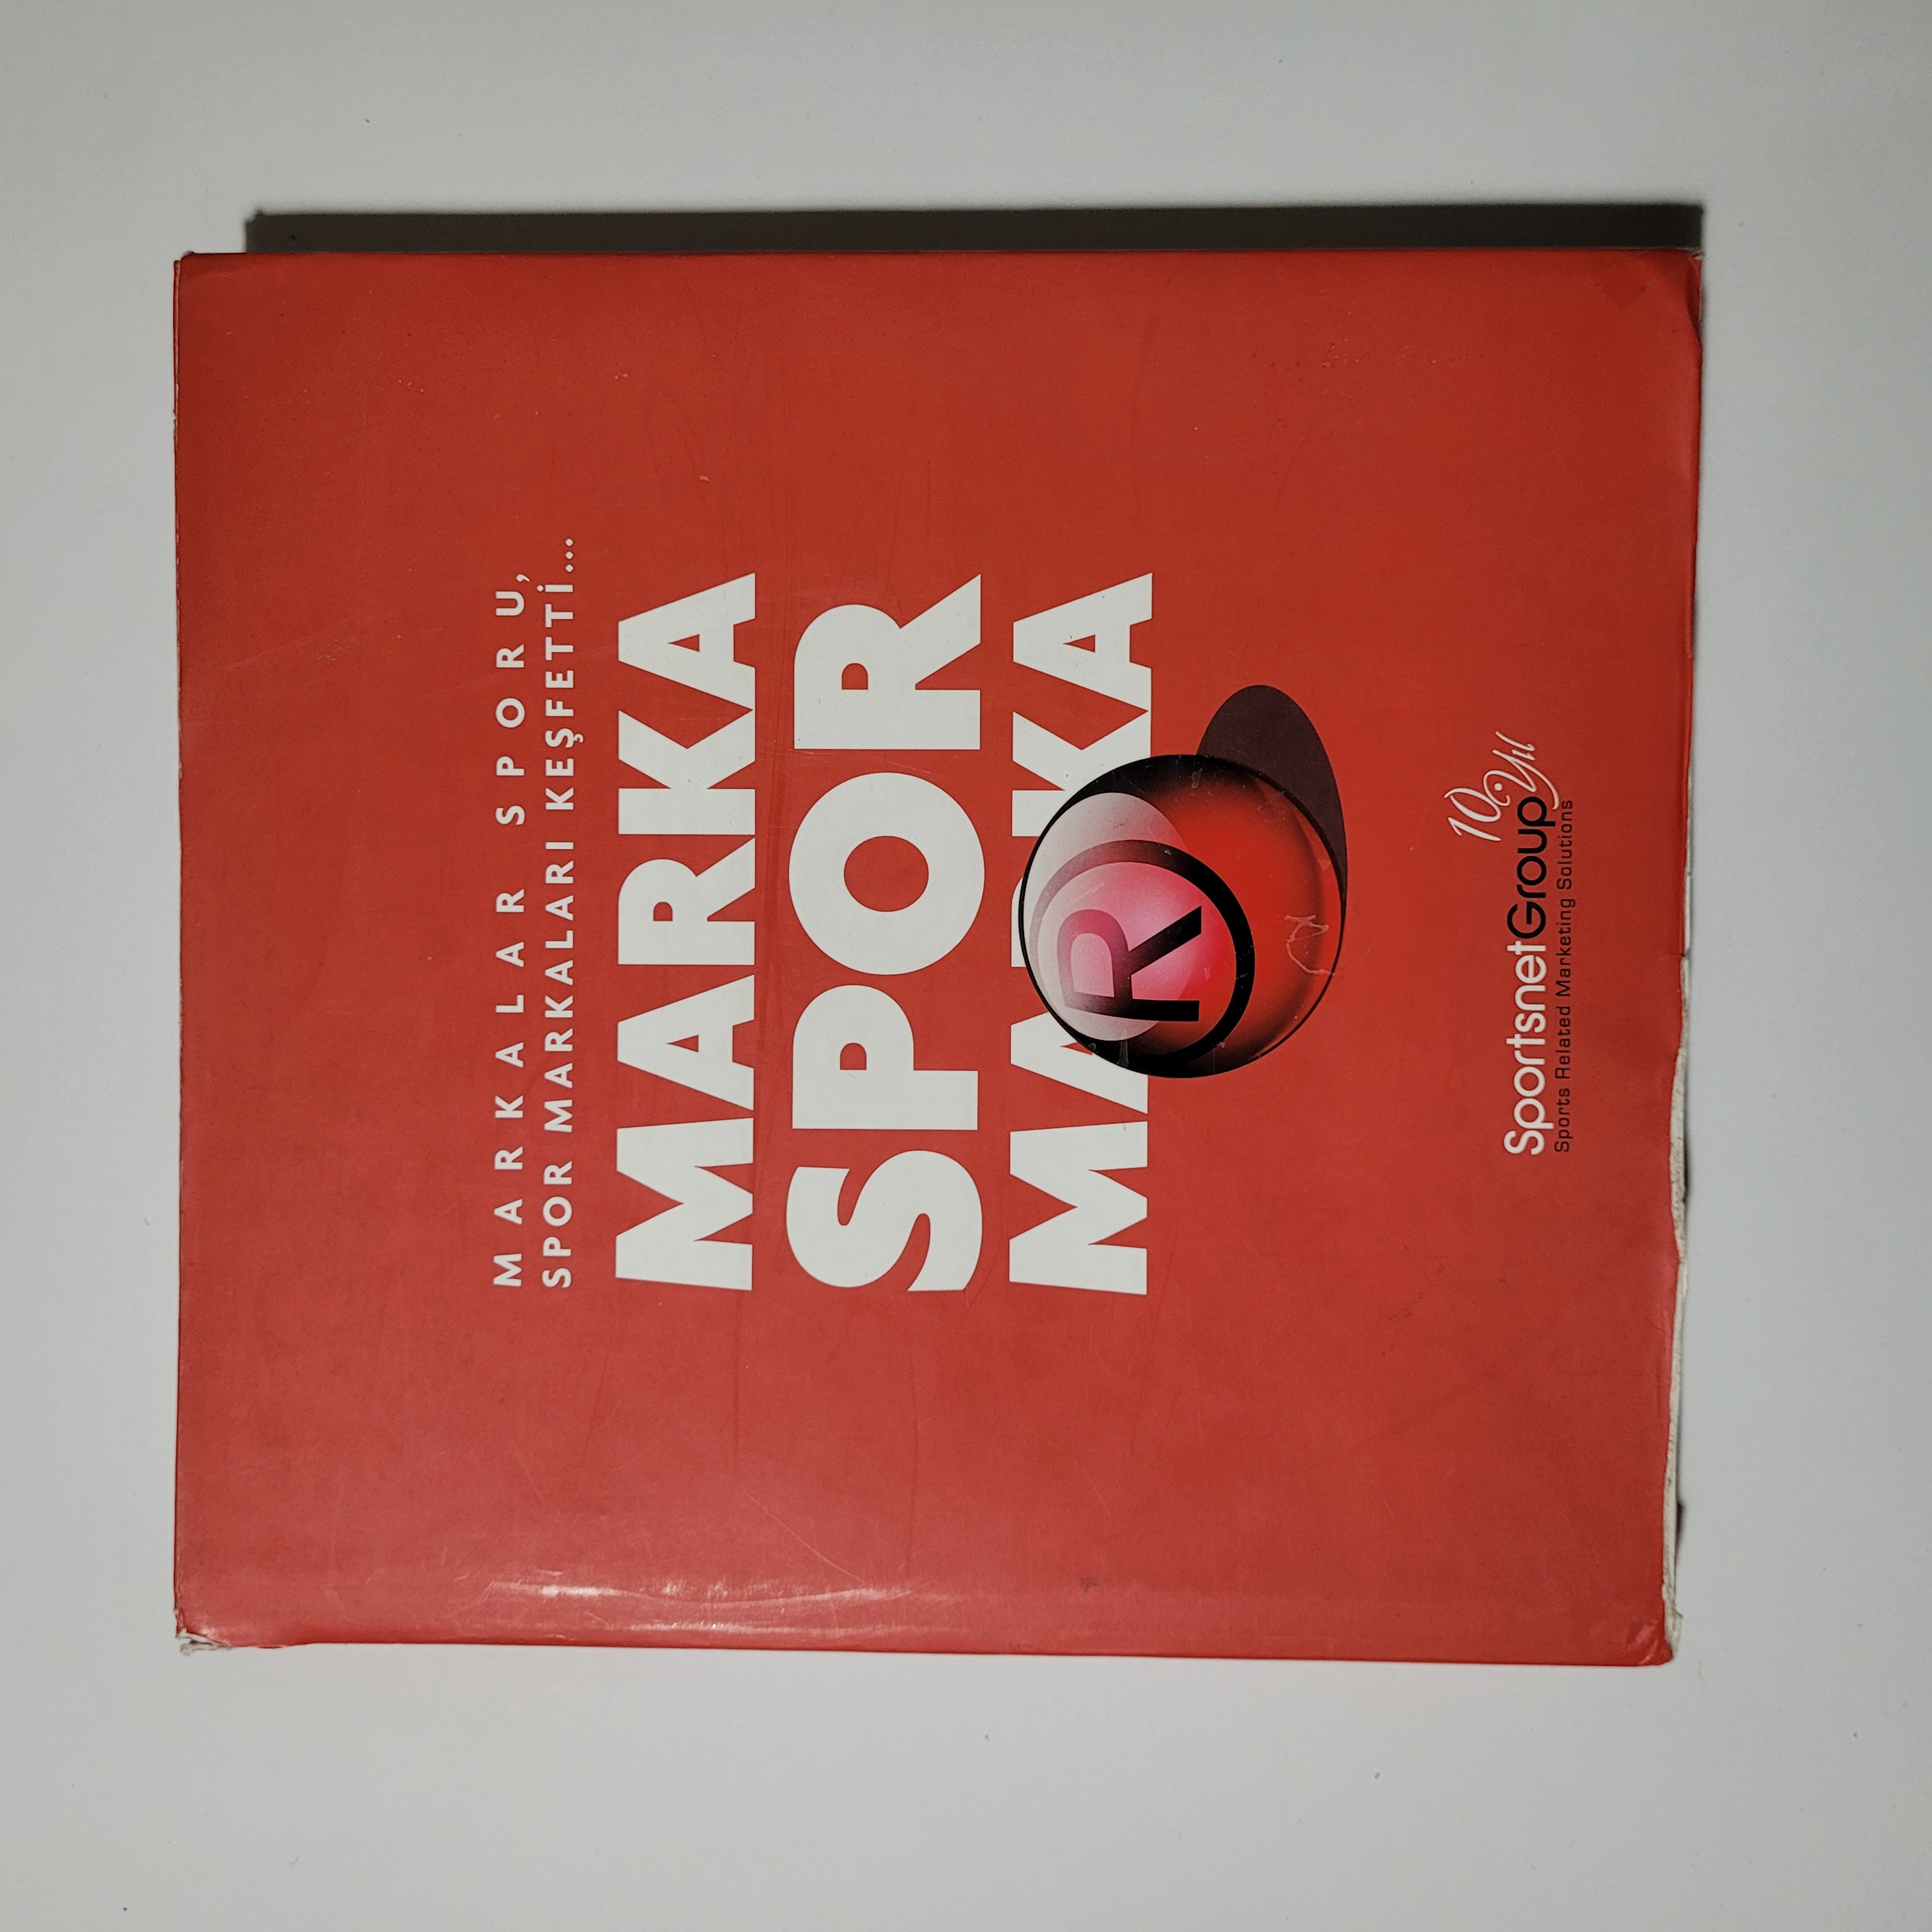 MARKALAR SPORU,
SPOR MARKALARI KEŞFETTİ...
MARKA
SPOR
MARKA
R
10. Yıl
SportsnetGroup
Sports Related Marketing Solutions